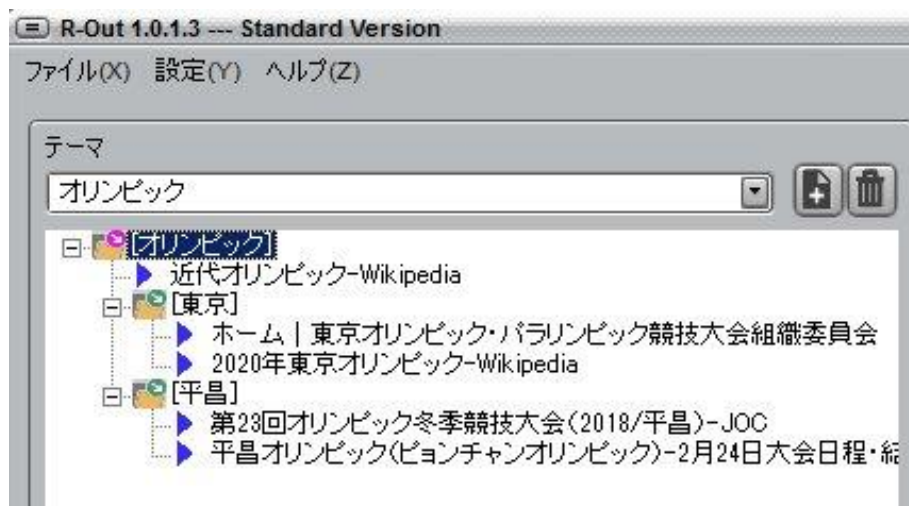 R-Out 1.0.1.3 --- Standard Version
ファイル(X) 設定(Y) ヘルプ(Z)
テーマ
オリンピック
[オリンピック]
近代オリンピック-Wikipedia
[東京]
ホーム | 東京オリンピック・パラリンピック競技大会組織委員会
2020年東京オリンピック-Wikipedia
[平昌]
第23回オリンピック冬季競技大会(2018/平昌)-JOC
平昌オリンピック(ピョンチャンオリンピック)-2月24日大会日程・結